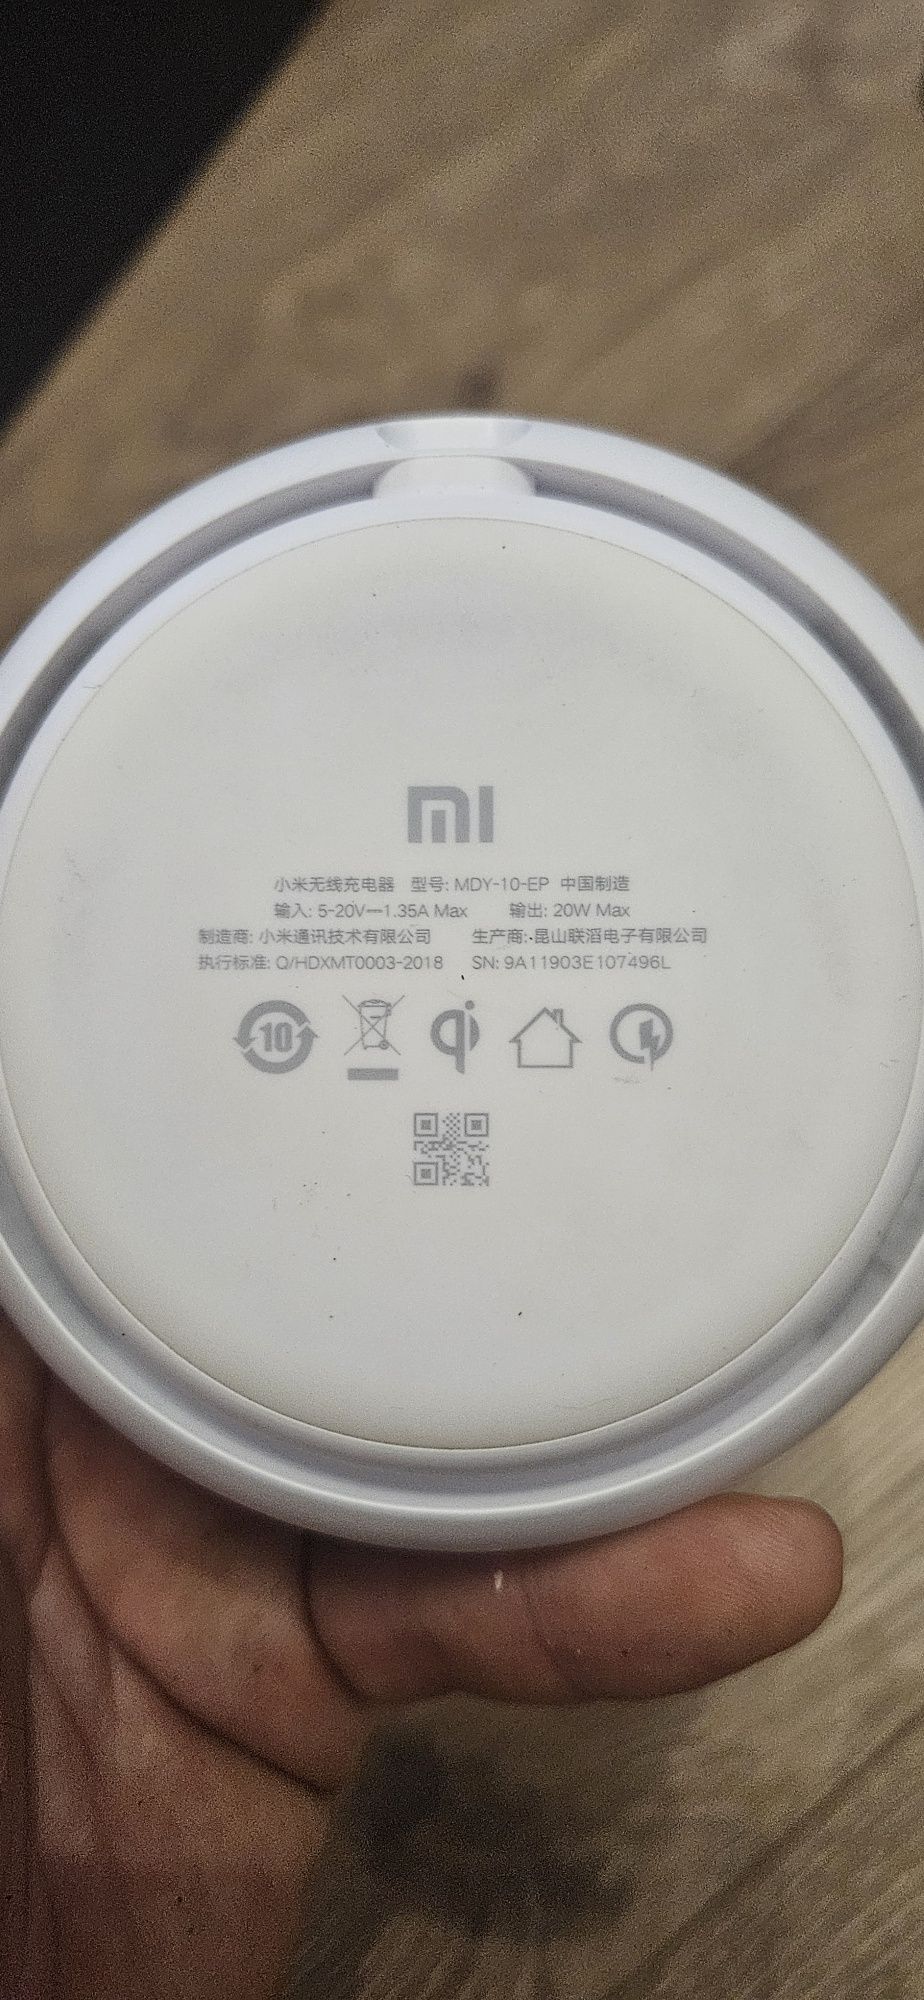 mi
小米无线充电器 型号: MDY-10-EP 中国制造
输入: 5-20V⎓1.35A Max 输出: 20W Max
制造商: 小米通讯技术有限公司 生产商: 昆山联滔电子有限公司
执行标准: Q/HDXMT0003-2018 SN: 9A11903E107496L
10 qi